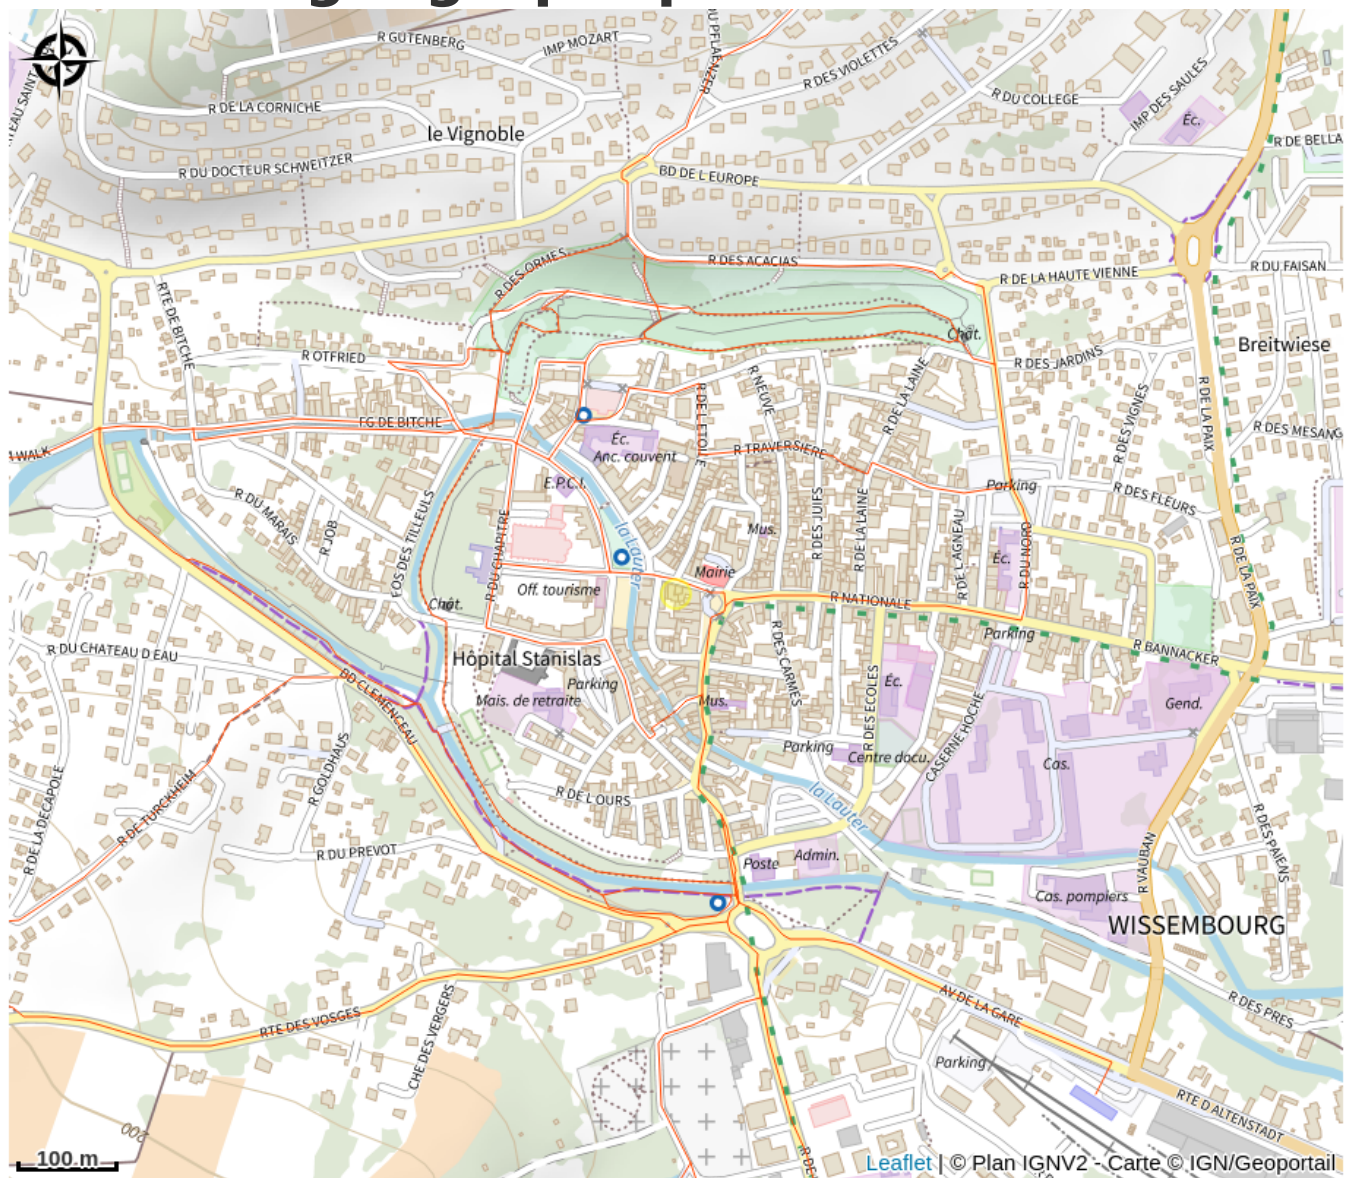 R GUTENBERG
IMP MOZART
R DES VIOLETTES
R DU COLLEGE
IMP DES SAULES
Éc.
R DE LA CORNICHE
le Vignoble
R DU DOCTEUR SCHWEITZER
BD DE L'EUROPE
R DE BELLA
R DES ORMES
R DES ACACIAS
R DE LA HAUTE VIENNE
R DU FAISAN
RTE DE BITCHE
R OTFRIED
Chât.
R DES JARDINS
Breitwiese
R NEUVE
R DE LA LAINE
R DE L'ETOILE
R DES VIGNES
R DE LA PAIX
FG DE BITCHE
Éc.
Anc. couvent
R TRAVERSIERE
R DES MESANG
WALK
E.P.C.I.
Parking
R DES FLEURS
R DU MARAIS
R JOB
FOS DES TILLEULS
R DU CHAPITRE
la Lauter
Mus.
R DES JUIFS
R DE LA LAINE
R DE L'AGNEAU
R DU NORD
Éc.
R DE LA PAIX
Mairie
Off. tourisme
Chât.
R NATIONALE
Parking
R BANNACKER
R DU CHATEAU D EAU
Hôpital Stanislas
Parking
R DES CARMES
R DES ECOLES
Éc.
BD CLEMENCEAU
Mais. de retraite
Mus.
Gend.
Parking
Centre docu.
CASERNE HOCHE
Cas.
R DE LA DECAPOLE
R DE TURCKHEIM
R GOLDHAUS
R DE L'OURS
la Lauter
R DES PAIENS
R DU PREVOT
Poste
Admin.
R VAUBAN
Cas. pompiers
WISSEMBOURG
RTE DES VOSGES
CHE DES VERGERS
AV DE LA GARE
R DES PRES
Parking
RTE D ALTENSTADT
200
100 m
Leaflet | © Plan IGNV2 - Carte © IGN/Geoportail